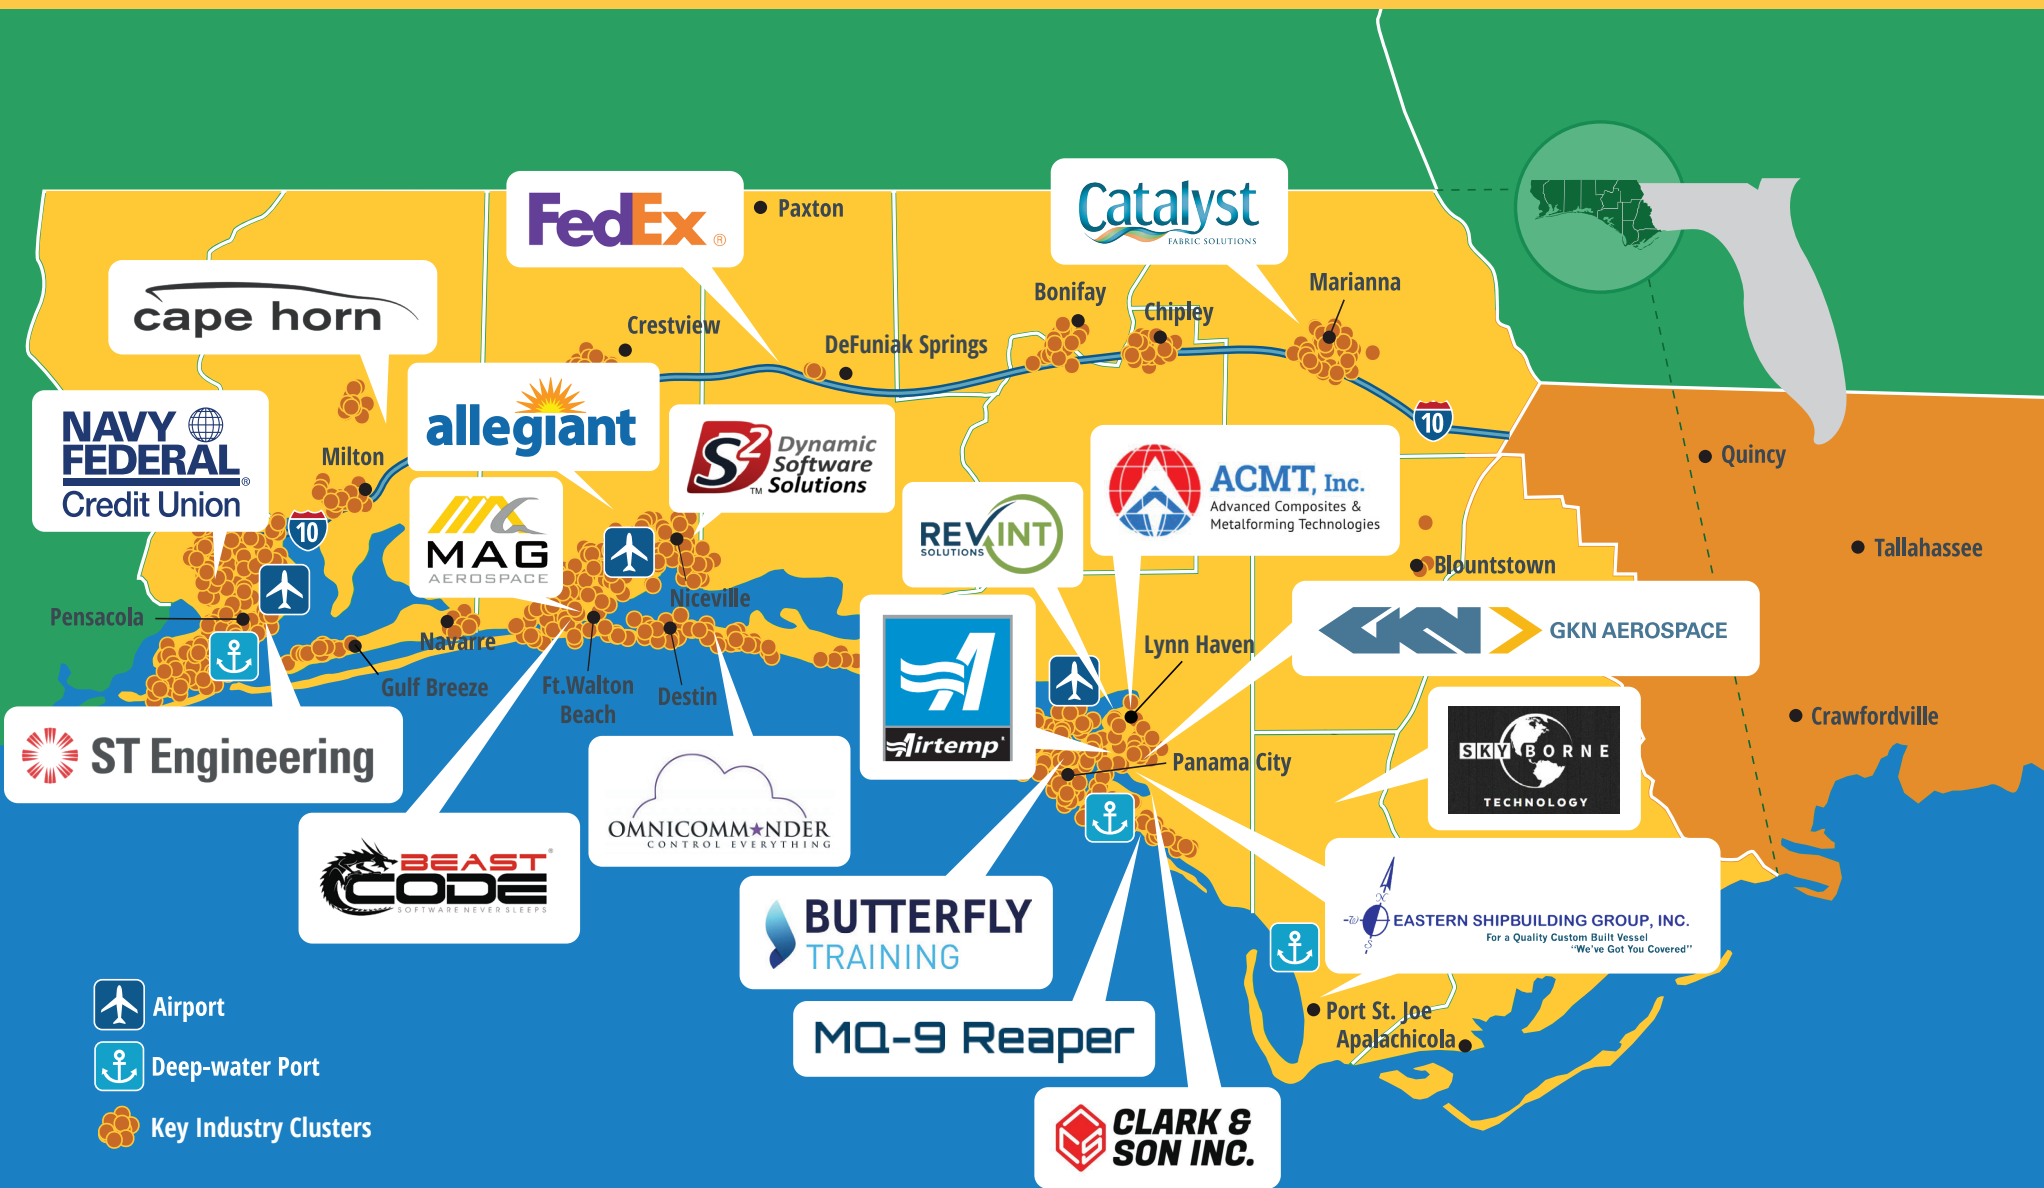 FedEx ®
Paxton
Catalyst
FABRIC SOLUTIONS
cape horn
Crestview
DeFuniak Springs
Bonifay
Chipley
Marianna
NAVY
FEDERAL ®
Credit Union
Milton
allegiant
S2 TM
Dynamic
Software
Solutions
10
10
MAG
AEROSPACE
REVINT
SOLUTIONS
ACMT, Inc.
Advanced Composites &
Metalforming Technologies
Quincy
Tallahassee
Blountstown
Pensacola
Navarre
Niceville
Gulf Breeze
Ft.Walton
Beach
Destin
Airtemp
Lynn Haven
GKN GKN AEROSPACE
Crawfordville
ST Engineering
Panama City
SKYBORNE
TECHNOLOGY
OMNICOMMANDER
CONTROL EVERYTHING
BEAST ®
CODE
SOFTWARE NEVER SLEEPS
BUTTERFLY
TRAINING
N
W
S
EASTERN SHIPBUILDING GROUP, INC.
For a Quality Custom Built Vessel
"We've Got You Covered"
MQ-9 Reaper
Port St. Joe
Apalachicola
CLARK &
SON INC.
Airport
Deep-water Port
Key Industry Clusters